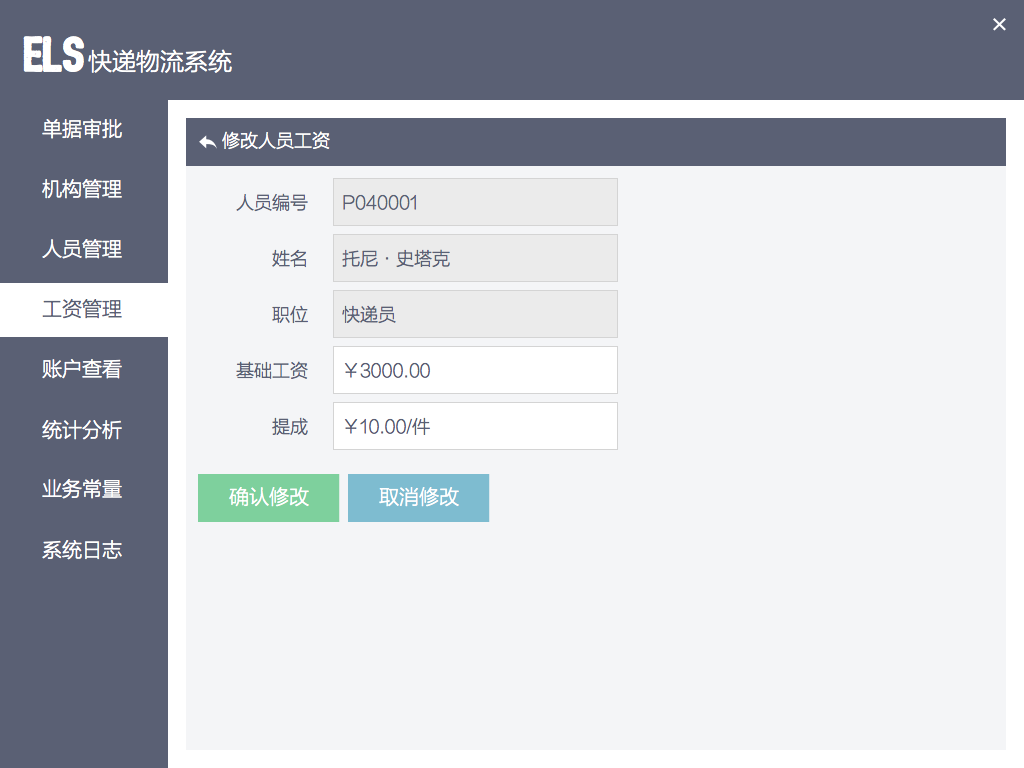 ELS 快递物流系统
单据审批
机构管理
人员管理
工资管理
账户查看
统计分析
业务常量
系统日志
修改人员工资
人员编号 P040001
姓名 托尼·史塔克
职位 快递员
基础工资 ￥3000.00
提成 ￥10.00/件
确认修改 取消修改